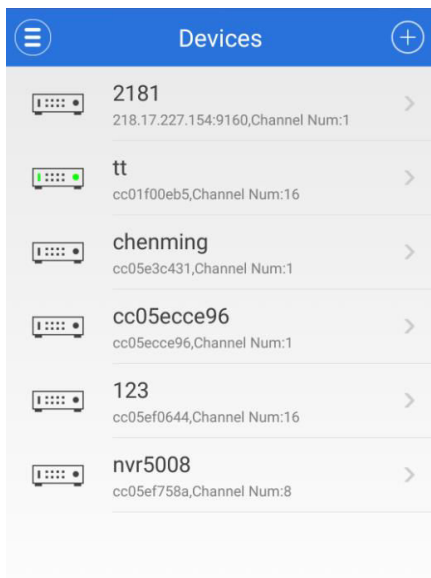 Devices
2181
218.17.227.154:9160,Channel Num:1
tt
cc01f00eb5,Channel Num:16
chenming
cc05e3c431,Channel Num:1
cc05ecce96
cc05ecce96,Channel Num:1
123
cc05ef0644,Channel Num:16
nvr5008
cc05ef758a,Channel Num:8